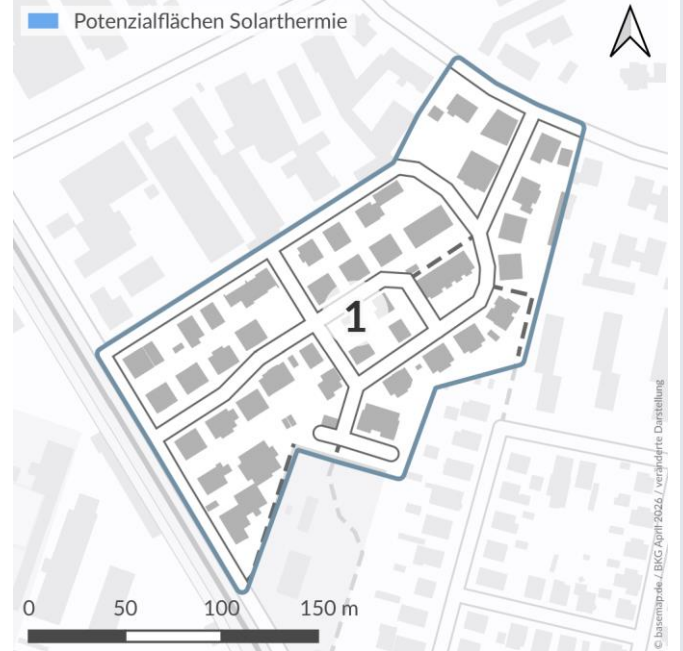 Potenzialflächen Solarthermie
1
0 50 100 150 m
© basemap.de / BKG April 2026 / veränderte Darstellung